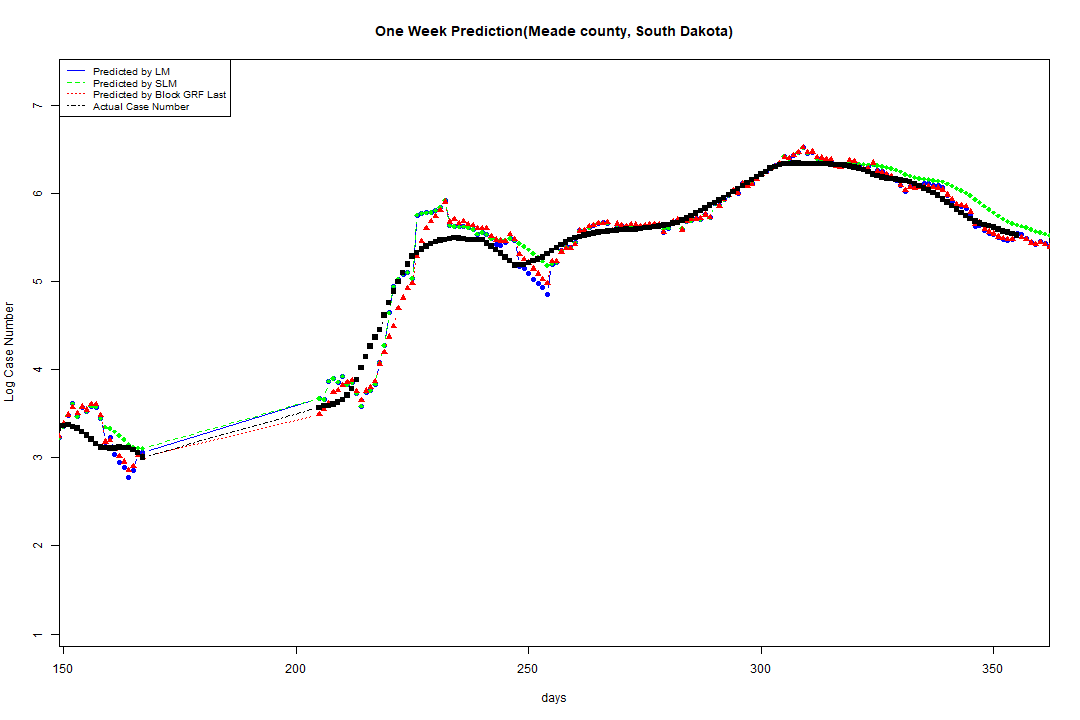 One Week Prediction(Meade county, South Dakota)
Predicted by LM
Predicted by SLM
Predicted by Block GRF Last
Actual Case Number
7
6
5
4
3
2
1
Log Case Number
150 200 250 300 350
days